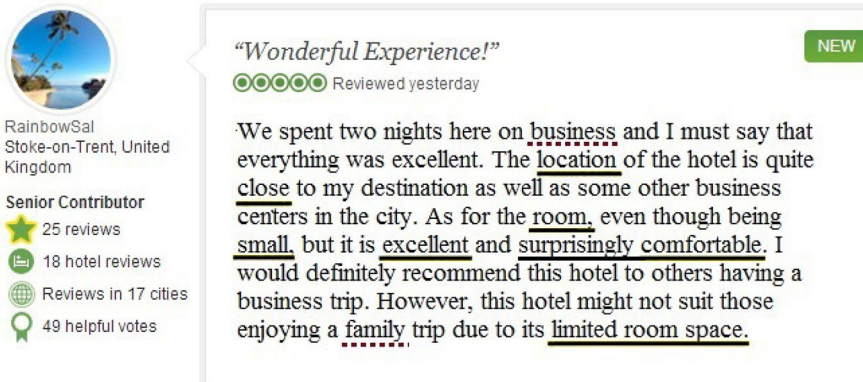 “Wonderful Experience!”
NEW
Reviewed yesterday
RainbowSal
Stoke-on-Trent, United
Kingdom
Senior Contributor
25 reviews
18 hotel reviews
Reviews in 17 cities
49 helpful votes
We spent two nights here on business and I must say that
everything was excellent. The location of the hotel is quite
close to my destination as well as some other business
centers in the city. As for the room, even though being
small, but it is excellent and surprisingly comfortable. I
would definitely recommend this hotel to others having a
business trip. However, this hotel might not suit those
enjoying a family trip due to its limited room space.